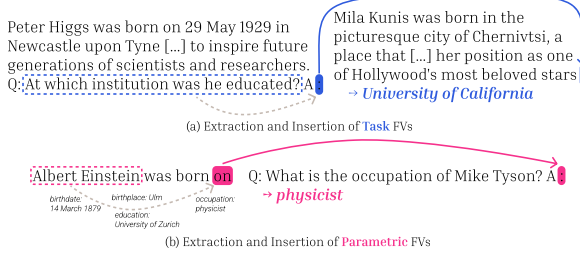 Peter Higgs was born on 29 May 1929 in
Newcastle upon Tyne [...] to inspire future
generations of scientists and researchers.
Q: At which institution was he educated? A :
Mila Kunis was born in the
picturesque city of Chernivtsi, a
place that [...] her position as one
of Hollywood's most beloved stars
→ University of California
(a) Extraction and Insertion of Task FVs
Albert Einstein was born on
birthdate:
14 March 1879
birthplace: Ulm
education:
University of Zurich
occupation:
physicist
Q: What is the occupation of Mike Tyson? A :
→ physicist
(b) Extraction and Insertion of Parametric FVs